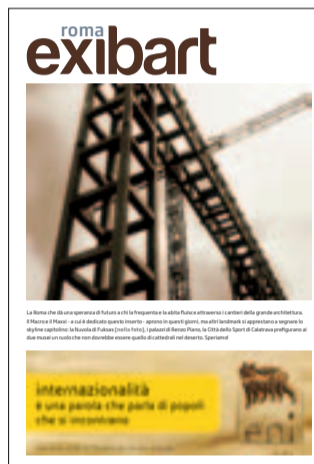 roma
exibart
La Roma che dà una speranza di futuro a chi la frequenta e la abita fluisce attraverso i cantieri della grande architettura.
Il Macro e il Maxxi - a cui è dedicato questo inserto - aprono in questi giorni, ma altri landmark si apprestano a segnare lo
skyline capitolino: la Nuvola di Fuksas (nella foto), i palazzi di Renzo Piano, la Città dello Sport di Calatrava prefigurano ai
due musei un ruolo che non dovrebbe essere quello di cattedrali nel deserto. Speriamo!
internazionalità
è una parola che parla di popoli
che si incontrano
eni